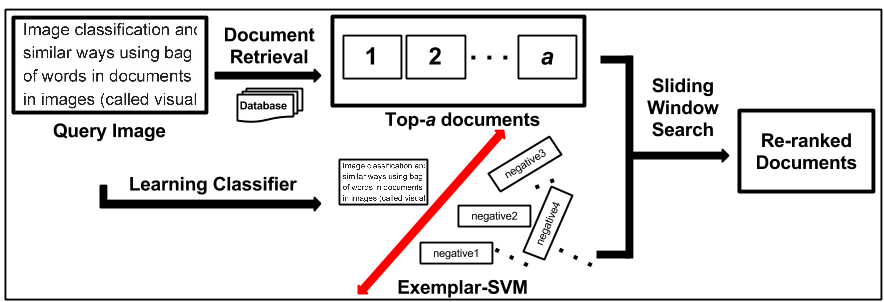 Image classification and
similar ways using bag
of words in documents
in images (called visual
Query Image
Document
Retrieval
Database
1 2 . . . a
Top-a documents
Sliding
Window
Search
Re-ranked
Documents
Learning Classifier
Image classification and
similar ways using bag
of words in documents
in images (called visual
negative3
negative2
negative4
negative1
Exemplar-SVM